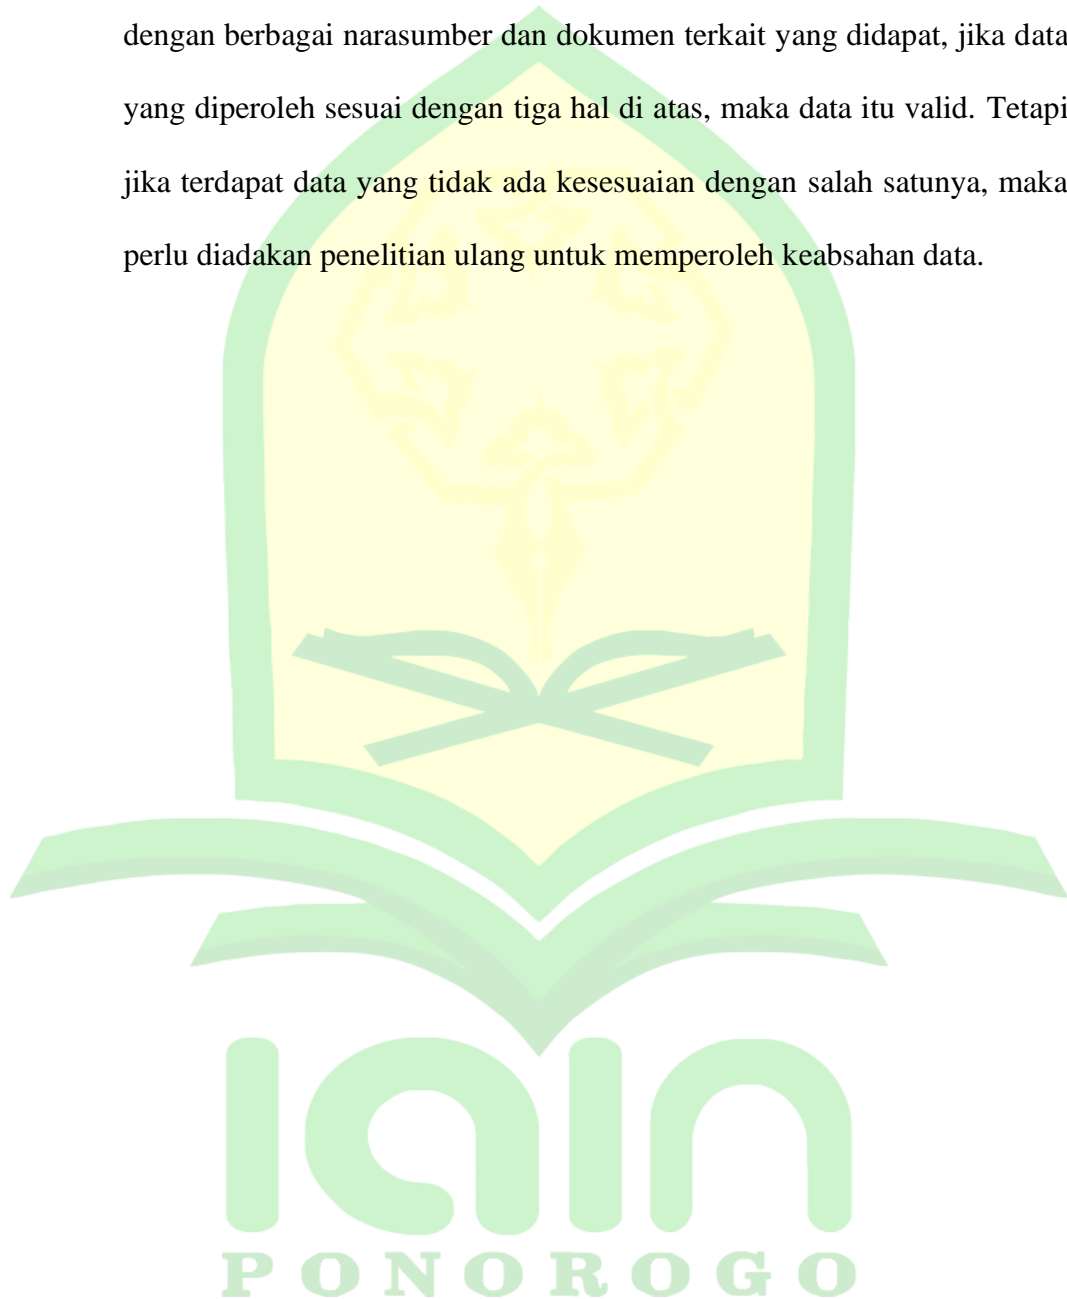 dengan berbagai narasumber dan dokumen terkait yang didapat, jika data
yang diperoleh sesuai dengan tiga hal di atas, maka data itu valid. Tetapi
jika terdapat data yang tidak ada kesesuaian dengan salah satunya, maka
perlu diadakan penelitian ulang untuk memperoleh keabsahan data.
iain
PONOROGO